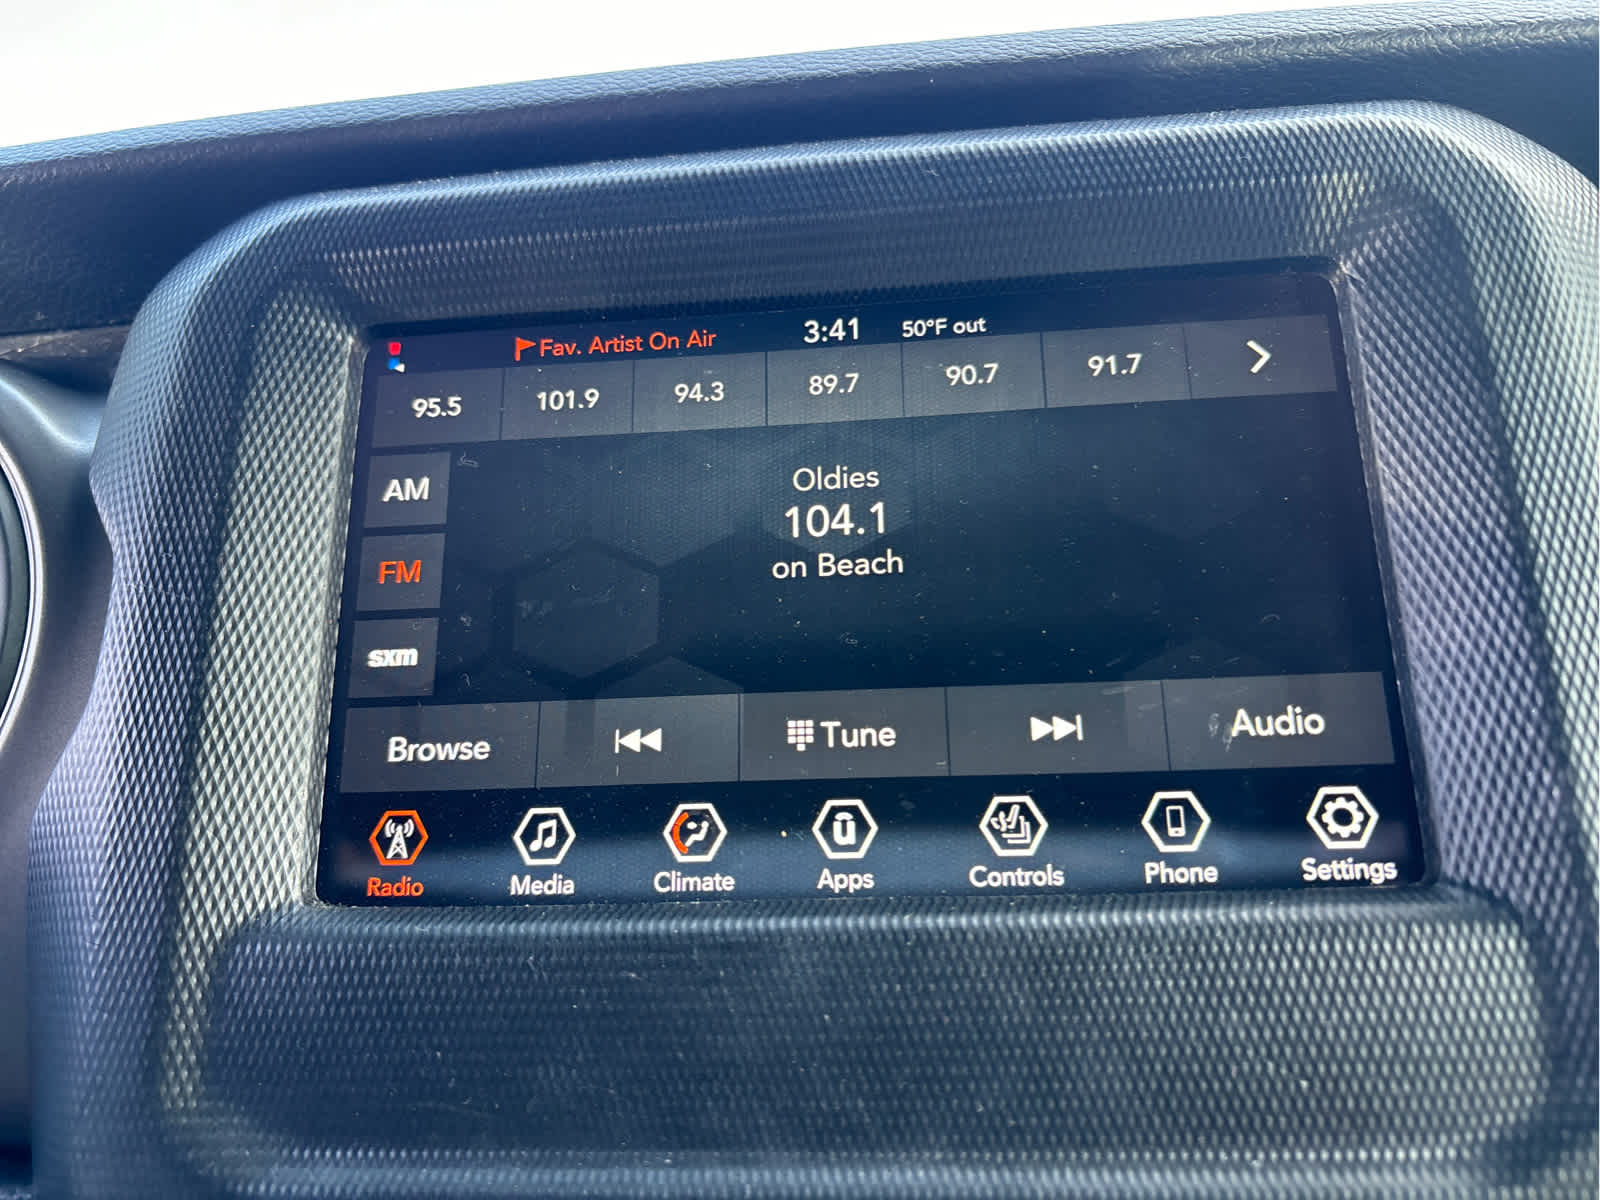 Fav. Artist On Air 3:41 50°F out
95.5 101.9 94.3 89.7 90.7 91.7
AM
FM
sxm
Oldies
104.1
on Beach
Browse Tune Audio
Radio Media Climate Apps Controls Phone Settings